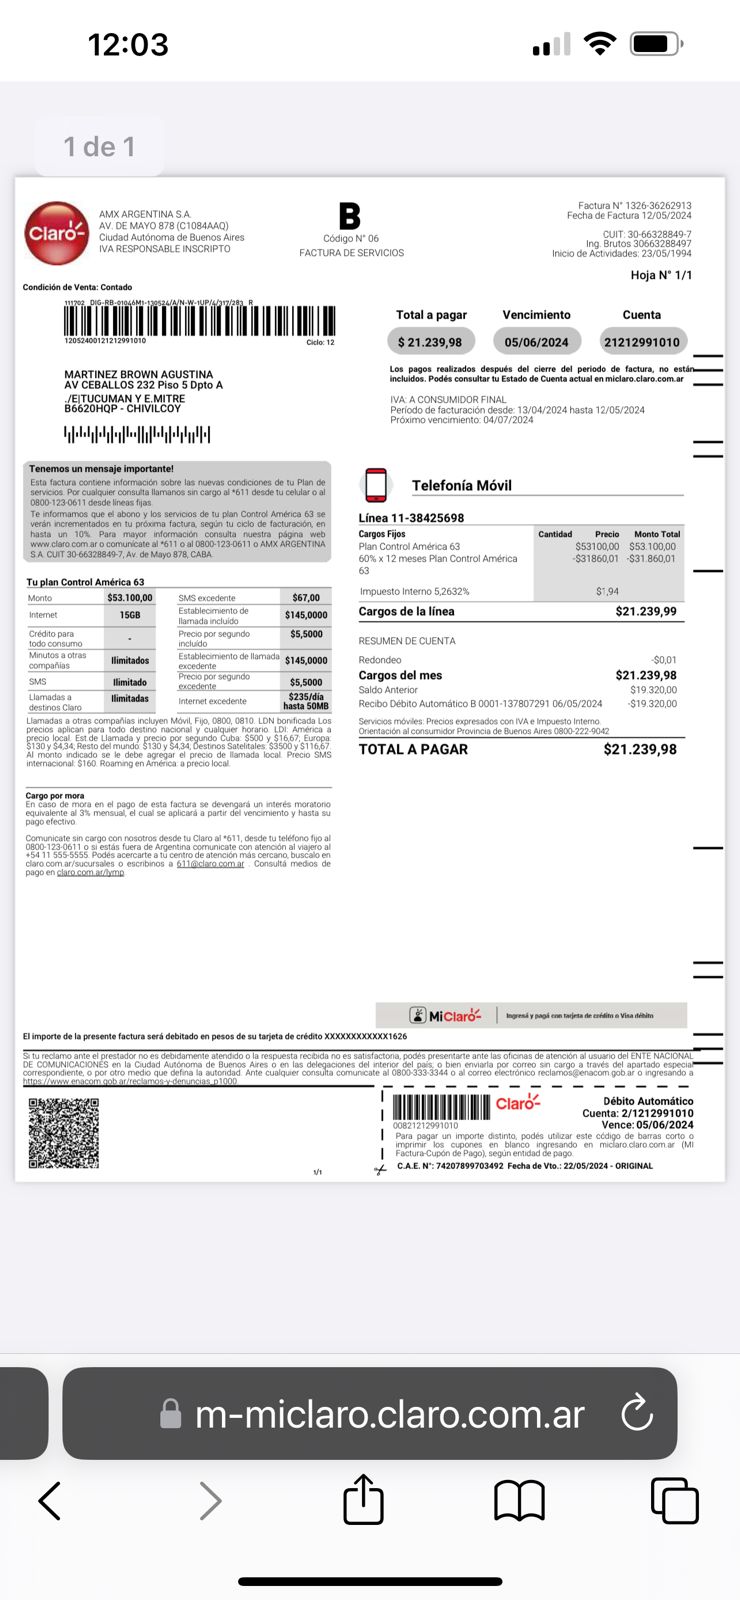 12:03
1 de 1
Claro
AMX ARGENTINA S.A.
AV. DE MAYO 878 (C1084AAQ)
Ciudad Autónoma de Buenos Aires
IVA RESPONSABLE INSCRIPTO
B
Código N° 06
FACTURA DE SERVICIOS
Factura N° 1326-36262913
Fecha de Factura 12/05/2024
CUIT: 30-66328849-7
Ing. Brutos 30663288497
Inicio de Actividades: 23/05/1994
Hoja N° 1/1
Condición de Venta: Contado
111702 DIG-RB-01046M1-130524/A/N-W-1UP/4/317/283 R
12052400121212991010
Ciclo: 12
Total a pagar
Vencimiento
Cuenta
$ 21.239,98
05/06/2024
21212991010
MARTINEZ BROWN AGUSTINA
AV CEBALLOS 232 Piso 5 Dpto A
./E|TUCUMAN Y E.MITRE
B6620HQP - CHIVILCOY
Los pagos realizados después del cierre del periodo de factura, no están
incluidos. Podés consultar tu Estado de Cuenta actual en miclaro.claro.com.ar
IVA: A CONSUMIDOR FINAL
Período de facturación desde: 13/04/2024 hasta 12/05/2024
Próximo vencimiento: 04/07/2024
Tenemos un mensaje importante!
Esta factura contiene información sobre las nuevas condiciones de tu Plan de
servicios. Por cualquier consulta llamanos sin cargo al *611 desde tu celular o al
0800-123-0611 desde líneas fijas.
Te informamos que el abono y los servicios de tu plan Control América 63 se
verán incrementados en tu próxima factura, según tu ciclo de facturación, en
hasta un 10%. Para mayor información consulta nuestra página web
www.claro.com.ar o comunícate al *611 o al 0800-123-0611 o AMX ARGENTINA
S.A. CUIT 30-66328849-7, Av. de Mayo 878, CABA.
Telefonía Móvil
Línea 11-38425698
Cargos Fijos Cantidad Precio Monto Total
Plan Control América 63 $53100,00 $53.100,00
60% x 12 meses Plan Control América -$31860,01 -$31.860,01
63
Impuesto Interno 5,2632% $1,94
Cargos de la línea $21.239,99
RESUMEN DE CUENTA
Redondeo -$0,01
Cargos del mes $21.239,98
Saldo Anterior $19.320,00
Recibo Débito Automático B 0001-137807291 06/05/2024 -$19.320,00
Servicios móviles: Precios expresados con IVA e Impuesto Interno.
Orientación al consumidor Provincia de Buenos Aires 0800-222-9042
TOTAL A PAGAR $21.239,98
Tu plan Control América 63
Monto $53.100,00 SMS excedente $67,00
Internet 15GB Establecimiento de llamada incluído $145,0000
Crédito para todo consumo - Precio por segundo incluído $5,5000
Minutos a otras compañías Ilimitados Establecimiento de llamada excedente $145,0000
SMS Ilimitado Precio por segundo excedente $5,5000
Llamadas a destinos Claro Ilimitadas Internet excedente $235/día hasta 50MB
Llamadas a otras compañías incluyen Móvil, Fijo, 0800, 0810. LDN bonificada Los
precios aplican para todo destino nacional y cualquier horario. LDI: América a
precio local. Est de Llamada y precio por segundo Cuba: $500 y $16,67; Europa:
$130 y $4,34; Resto del mundo: $130 y $4,34; Destinos Satelitales: $3500 y $116,67.
Al monto indicado se le debe agregar el precio de llamada local. Precio SMS
internacional: $160. Roaming en América: a precio local.
Cargo por mora
En caso de mora en el pago de esta factura se devengará un interés moratorio
equivalente al 3% mensual, el cual se aplicará a partir del vencimiento y hasta su
pago efectivo.
Comunicate sin cargo con nosotros desde tu Claro al *611, desde tu teléfono fijo al
0800-123-0611 o si estás fuera de Argentina comunicate con atención al viajero al
+54 11 555-5555. Podés acercarte a tu centro de atención más cercano, buscalo en
claro.com.ar/sucursales o escribinos a 611@claro.com.ar . Consultá medios de
pago en claro.com.ar/lymp
MiClaro
Ingresá y pagá con tarjeta de crédito o Visa débito
El importe de la presente factura será debitado en pesos de su tarjeta de crédito XXXXXXXXXXXX1626
Si tu reclamo ante el prestador no es debidamente atendido o la respuesta recibida no es satisfactoria, podés presentarte ante las oficinas de atención al usuario del ENTE NACIONAL
DE COMUNICACIONES en la Ciudad Autónoma de Buenos Aires o en las delegaciones del interior del país; o bien enviarla por correo sin cargo a través del apartado especial
correspondiente, o por otro medio que defina la autoridad. Ante cualquier consulta comunicate al 0800-333-3344 o al correo electrónico reclamos@enacom.gob.ar o ingresando a
https://www.enacom.gob.ar/reclamos-y-denuncias_p1000.
Claro
00821212991010
Débito Automático
Cuenta: 2/1212991010
Vence: 05/06/2024
Para pagar un importe distinto, podés utilizar este código de barras corto o
imprimir los cupones en blanco ingresando en miclaro.claro.com.ar (MI
Factura-Cupón de Pago), según entidad de pago.
C.A.E. N°: 74207899703492 Fecha de Vto.: 22/05/2024 - ORIGINAL
1/1
m-miclaro.claro.com.ar